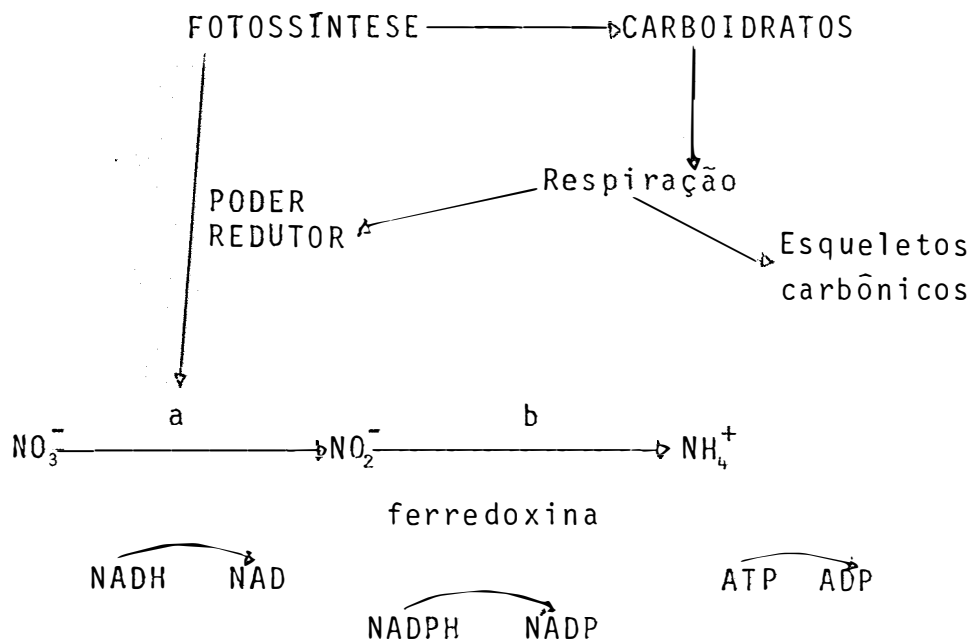 FOTOSSÍNTESE CARBOIDRATOS
Respiração
PODER
REDUTOR
Esqueletos
carbônicos
a b
NO₃⁻ NO₂⁻ NH₄⁺
ferredoxina
NADH NAD ATP ADP
NADPH NADP